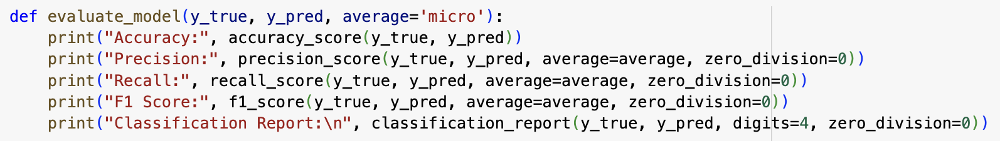 def evaluate_model(y_true, y_pred, average='micro'):
    print("Accuracy:", accuracy_score(y_true, y_pred))
    print("Precision:", precision_score(y_true, y_pred, average=average, zero_division=0))
    print("Recall:", recall_score(y_true, y_pred, average=average, zero_division=0))
    print("F1 Score:", f1_score(y_true, y_pred, average=average, zero_division=0))
    print("Classification Report:\n", classification_report(y_true, y_pred, digits=4, zero_division=0))